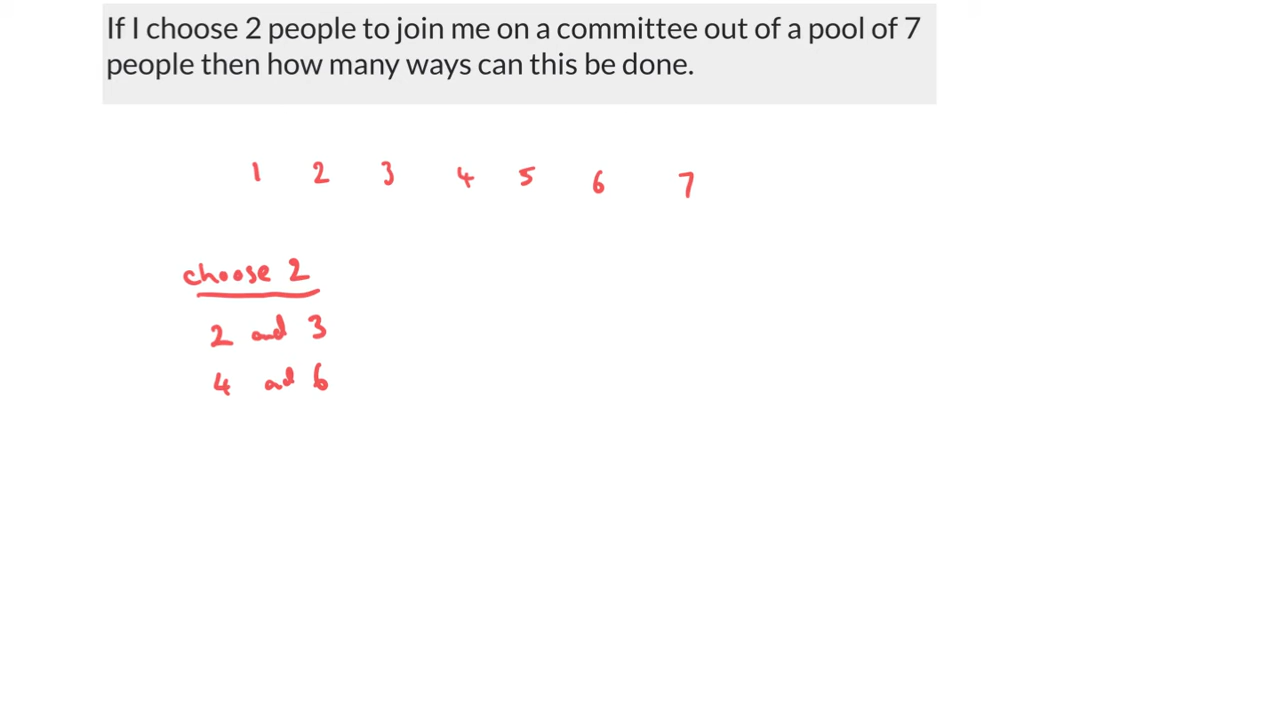 If I choose 2 people to join me on a committee out of a pool of 7
people then how many ways can this be done.
1 2 3 4 5 6 7
choose 2
2 and 3
4 ad 6